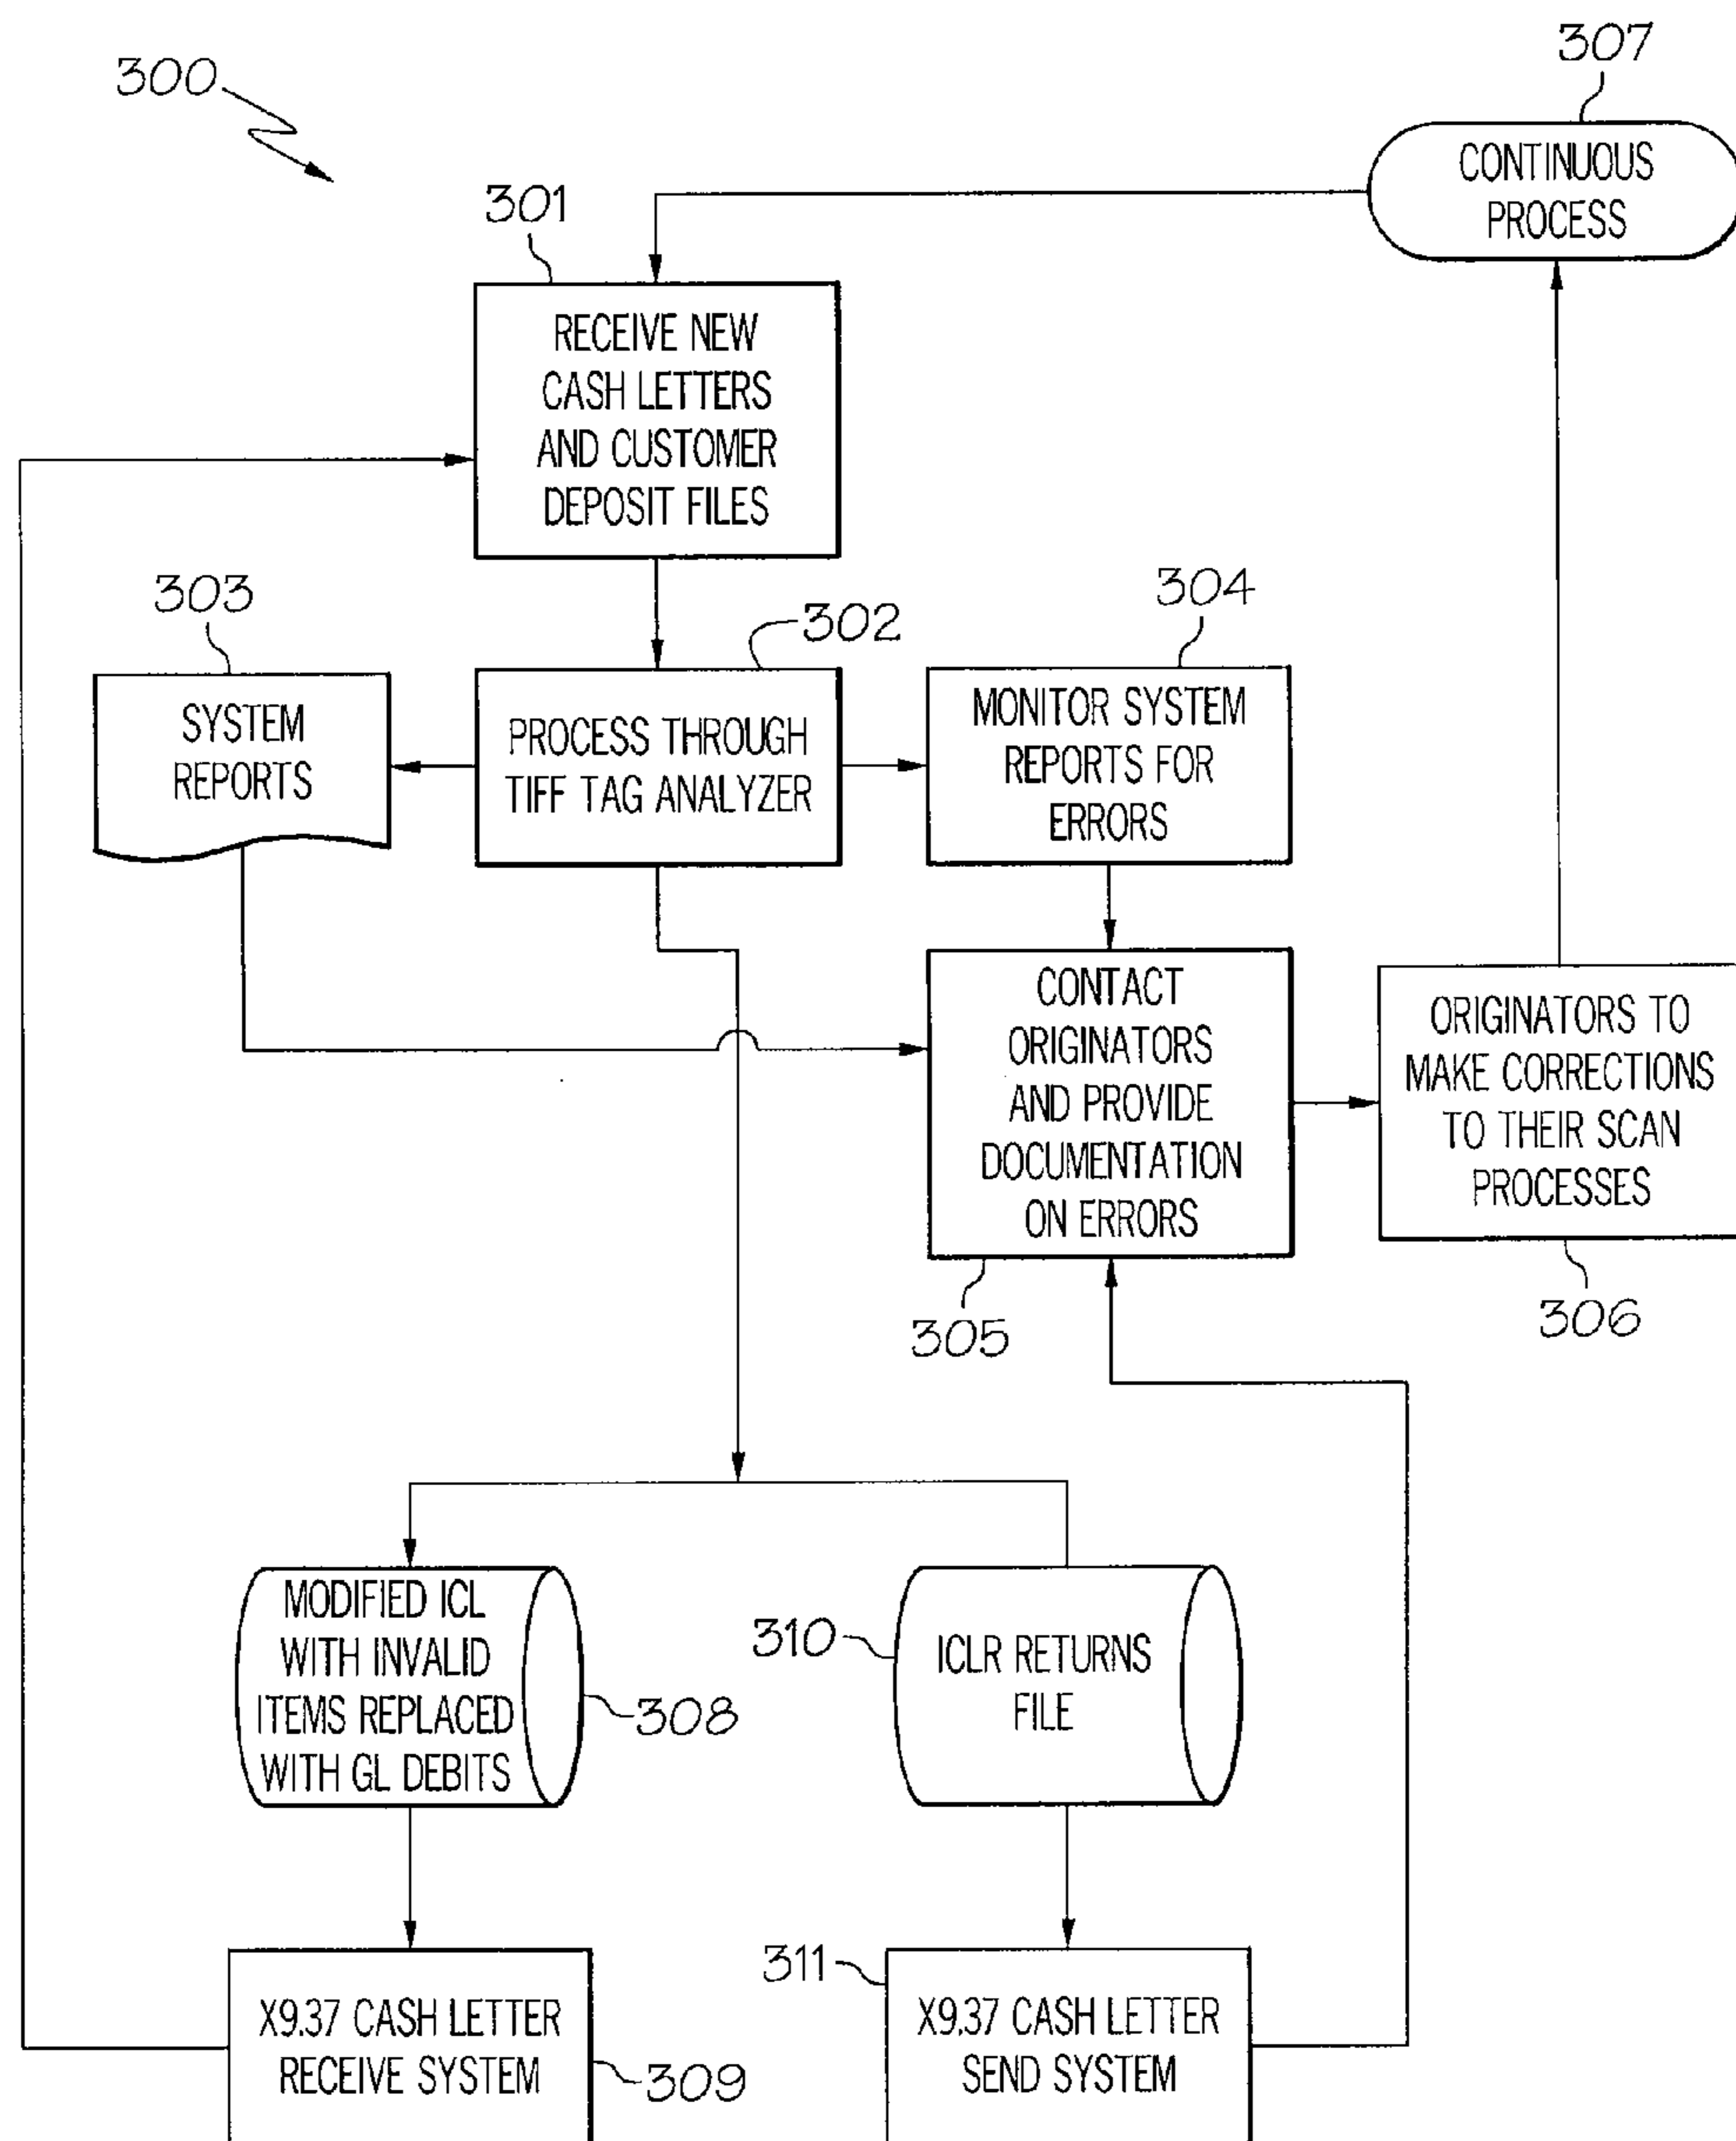 300
307
CONTINUOUS
PROCESS
301
RECEIVE NEW
CASH LETTERS
AND CUSTOMER
DEPOSIT FILES
303
SYSTEM
REPORTS
302
PROCESS THROUGH
TIFF TAG ANALYZER
304
MONITOR SYSTEM
REPORTS FOR
ERRORS
CONTACT
ORIGINATORS
AND PROVIDE
DOCUMENTATION
ON ERRORS
305
ORIGINATORS TO
MAKE CORRECTIONS
TO THEIR SCAN
PROCESSES
306
MODIFIED ICL
WITH INVALID
ITEMS REPLACED
WITH GL DEBITS
308
310
ICLR RETURNS
FILE
X9.37 CASH LETTER
RECEIVE SYSTEM
309
311
X9.37 CASH LETTER
SEND SYSTEM